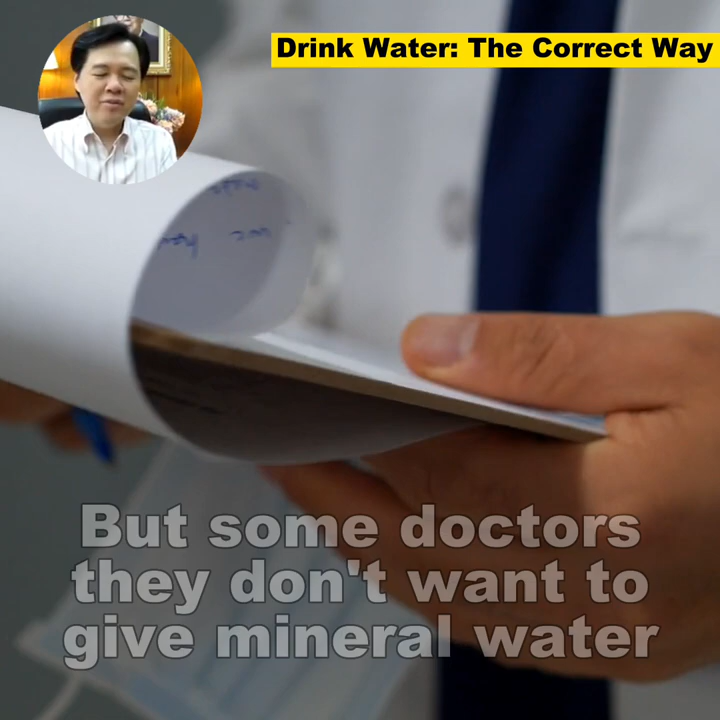 Drink Water: The Correct Way
But some doctors
they don't want to
give mineral water